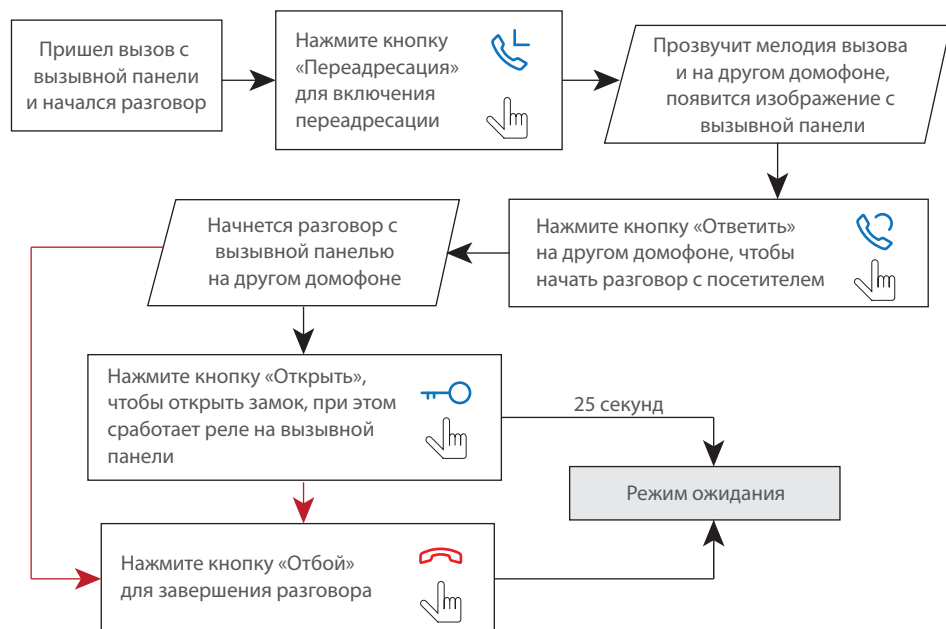 Пришел вызов с
вызывной панели
и начался разговор
Нажмите кнопку
«Переадресация»
для включения
переадресации
Прозвучит мелодия вызова
и на другом домофоне,
появится изображение с
вызывной панели
Нажмите кнопку «Ответить»
на другом домофоне, чтобы
начать разговор с посетителем
Начнется разговор с
вызывной панелью
на другом домофоне
Нажмите кнопку «Открыть»,
чтобы открыть замок, при этом
сработает реле на вызывной
панели
25 секунд
Режим ожидания
Нажмите кнопку «Отбой»
для завершения разговора